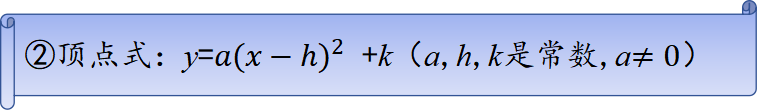 ②顶点式：y=a(x − h)² +k（a, h, k是常数, a≠ 0）